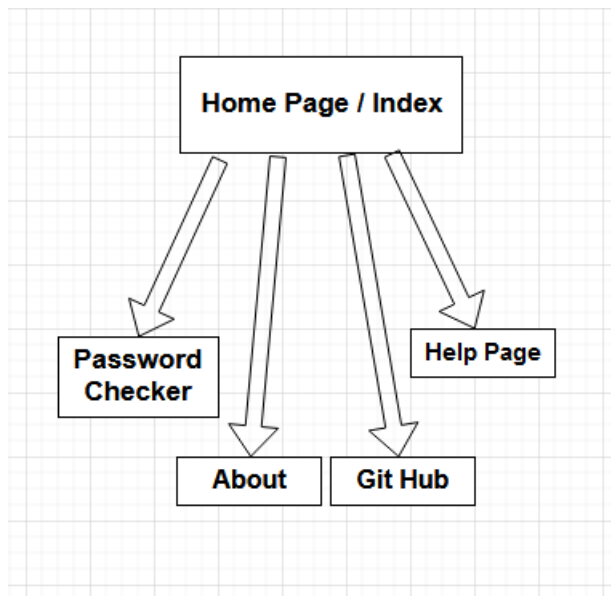 Home Page / Index
Password
Checker
Help Page
About
Git Hub